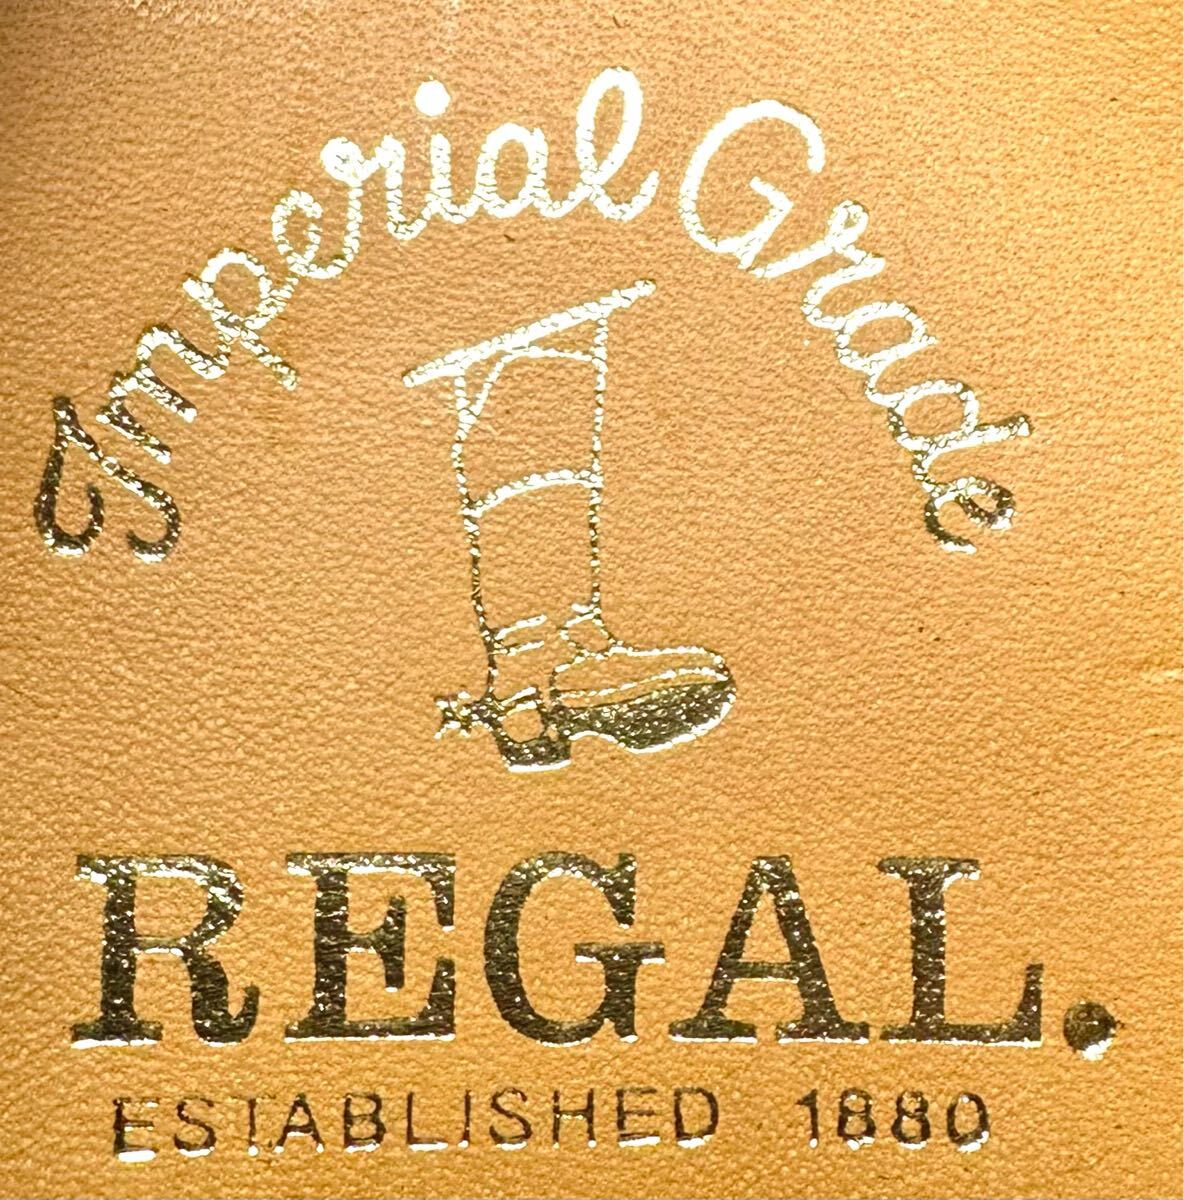 Imperial Grade
REGAL.
ESTABLISHED 1880